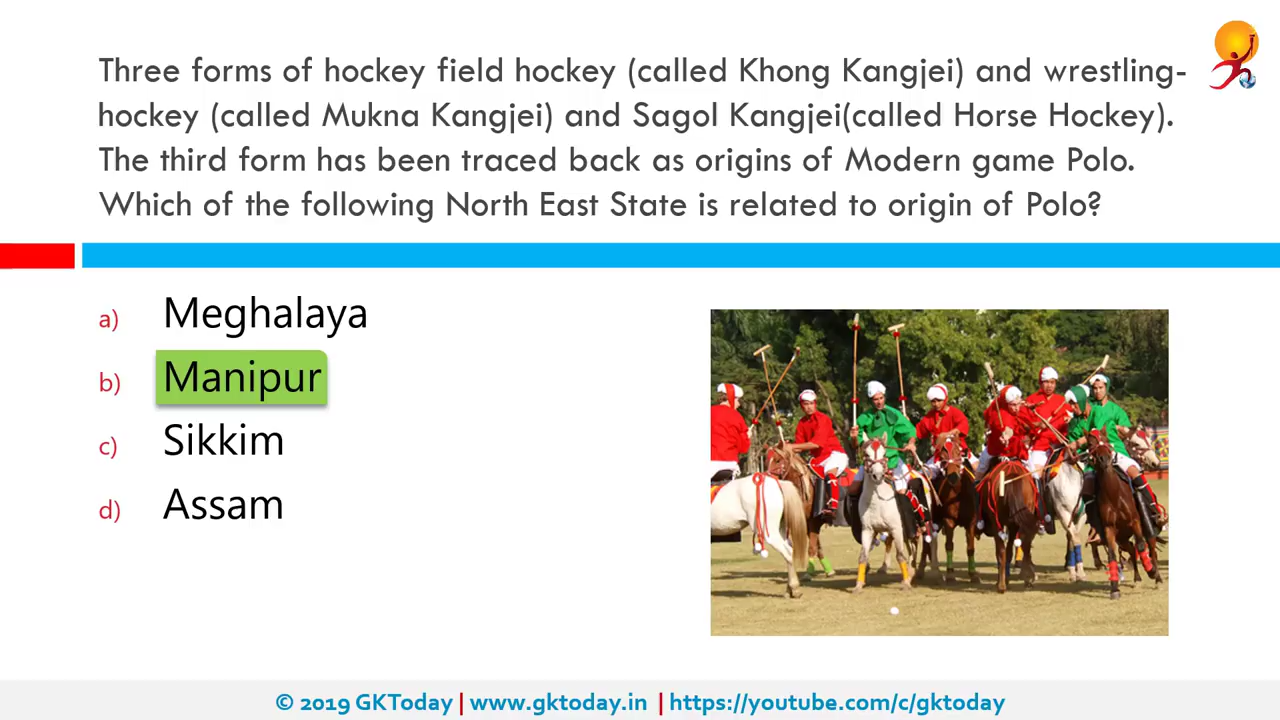 Three forms of hockey field hockey (called Khong Kangjei) and wrestling-
hockey (called Mukna Kangjei) and Sagol Kangjei(called Horse Hockey).
The third form has been traced back as origins of Modern game Polo.
Which of the following North East State is related to origin of Polo?
a) Meghalaya
b) Manipur
c) Sikkim
d) Assam
© 2019 GKToday | www.gktoday.in | https://youtube.com/c/gktoday